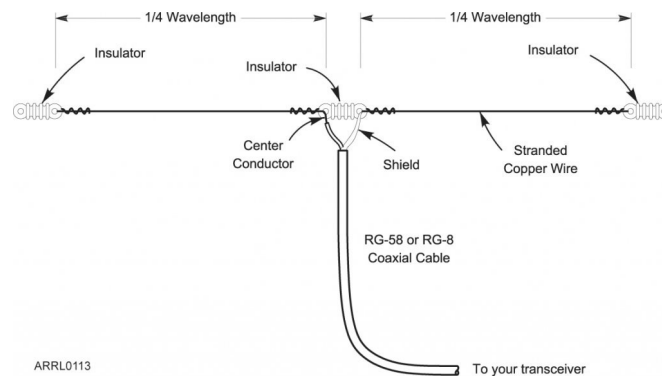 1/4 Wavelength
1/4 Wavelength
Insulator
Insulator
Insulator
Center
Conductor
Shield
Stranded
Copper Wire
RG-58 or RG-8
Coaxial Cable
ARRL0113
To your transceiver